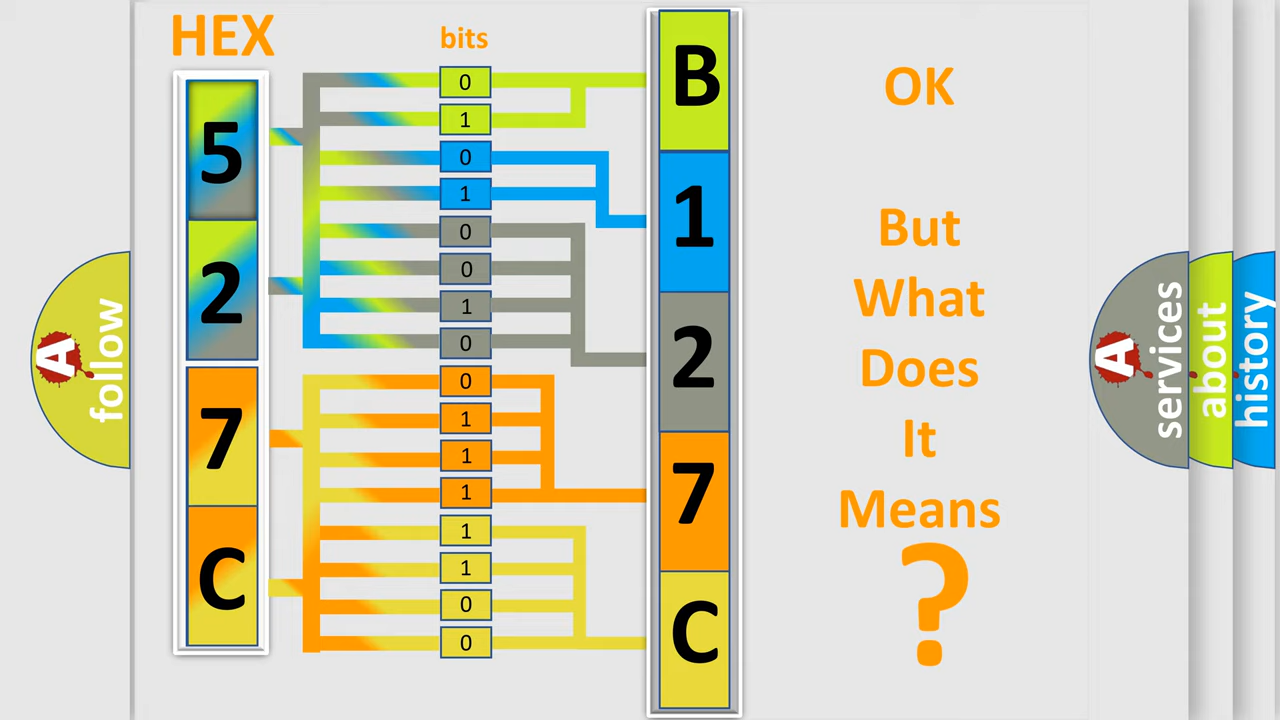 HEX
bits
5
2
7
C
0
1
0
1
0
0
1
0
0
1
1
1
1
1
0
0
B
1
2
7
C
OK
But
What
Does
It
Means
?
A
follow
A
services
about
history